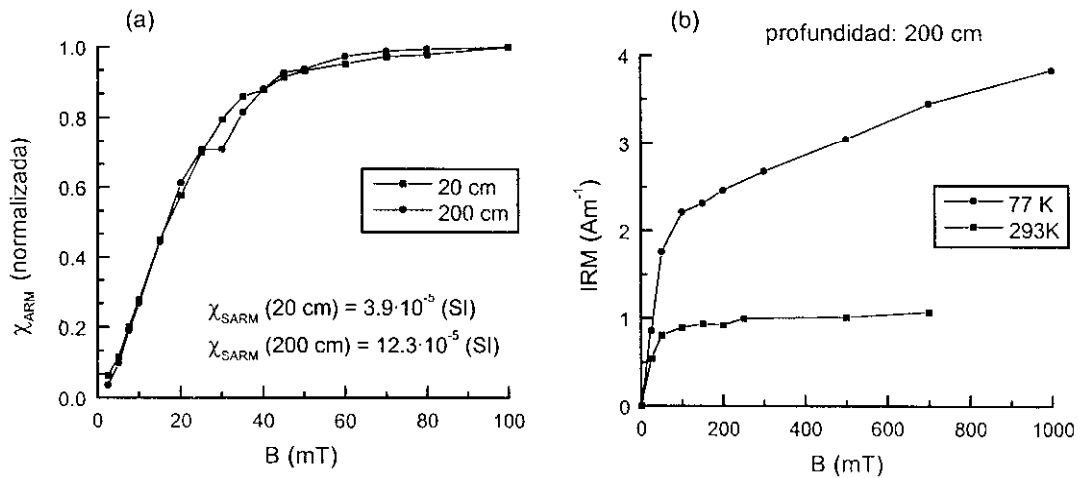 (a)
1.0
0.8
0.6
0.4
0.2
0.0
χARM (normalizada)
20 cm
200 cm
χSARM (20 cm) = 3.9·10-5 (SI)
χSARM (200 cm) = 12.3·10-5 (SI)
0
20
40
60
80
100
B (mT)
(b)
profundidad: 200 cm
4
3
2
1
0
IRM (Am-1)
77 K
293K
0
200
400
600
800
1000
B (mT)